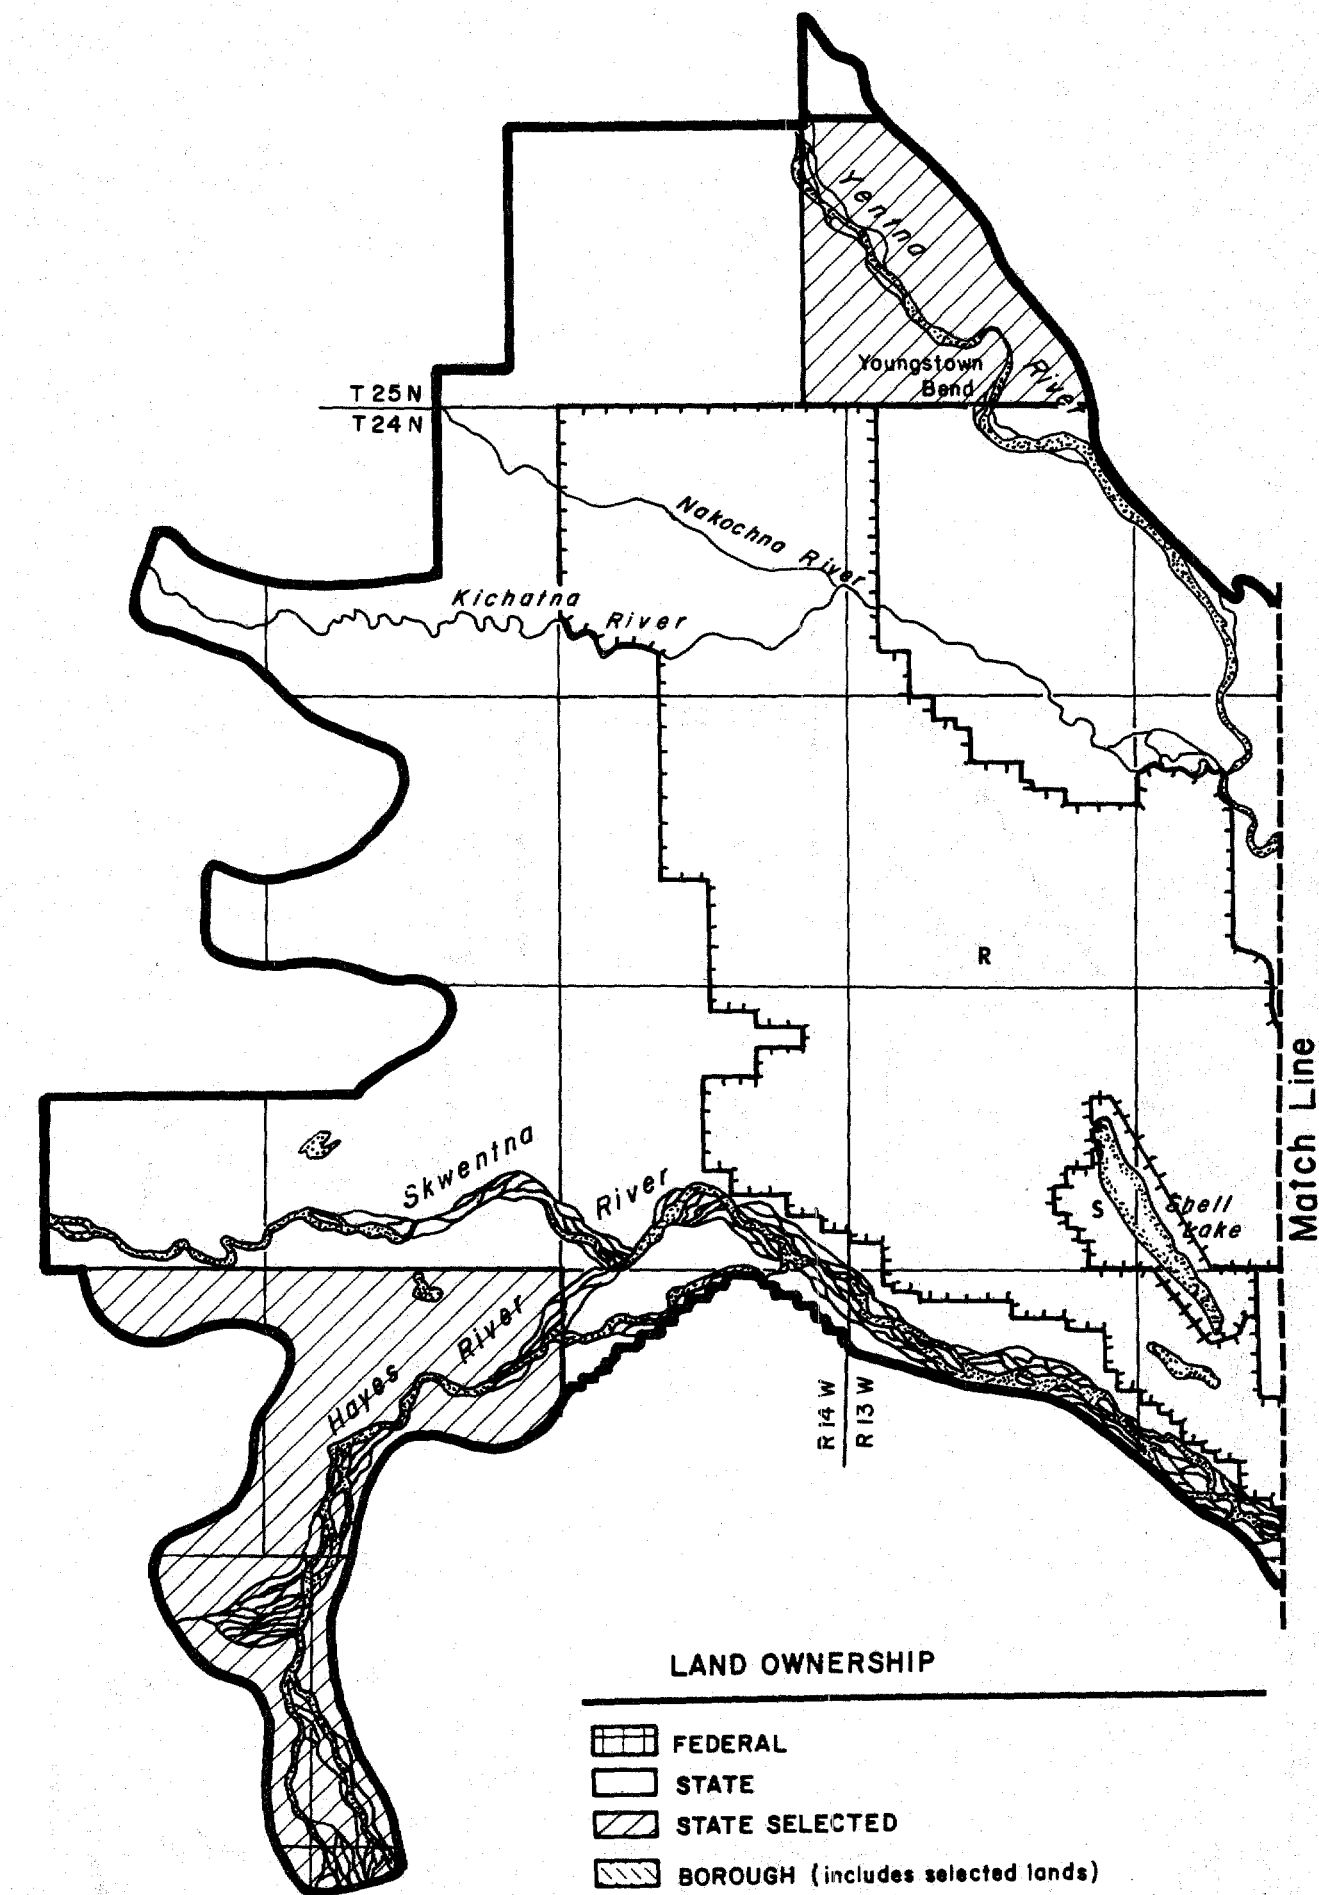 Yentna
River
Youngstown
Bend
T 25 N
T 24 N
Nakochna River
Kichatna
River
R
Match Line
Skwentna
River
S
Shell
Lake
River
Hayes
R 14 W
R 13 W
LAND OWNERSHIP
FEDERAL
STATE
STATE SELECTED
BOROUGH (includes selected lands)